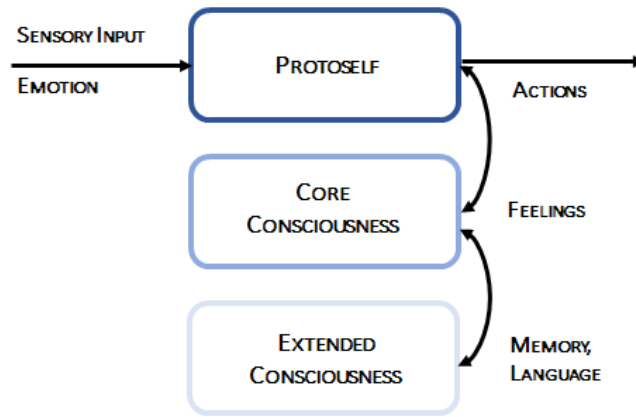 SENSORY INPUT
EMOTION
PROTOSELF
ACTIONS
CORE
CONSCIOUSNESS
FEELINGS
EXTENDED
CONSCIOUSNESS
MEMORY,
LANGUAGE